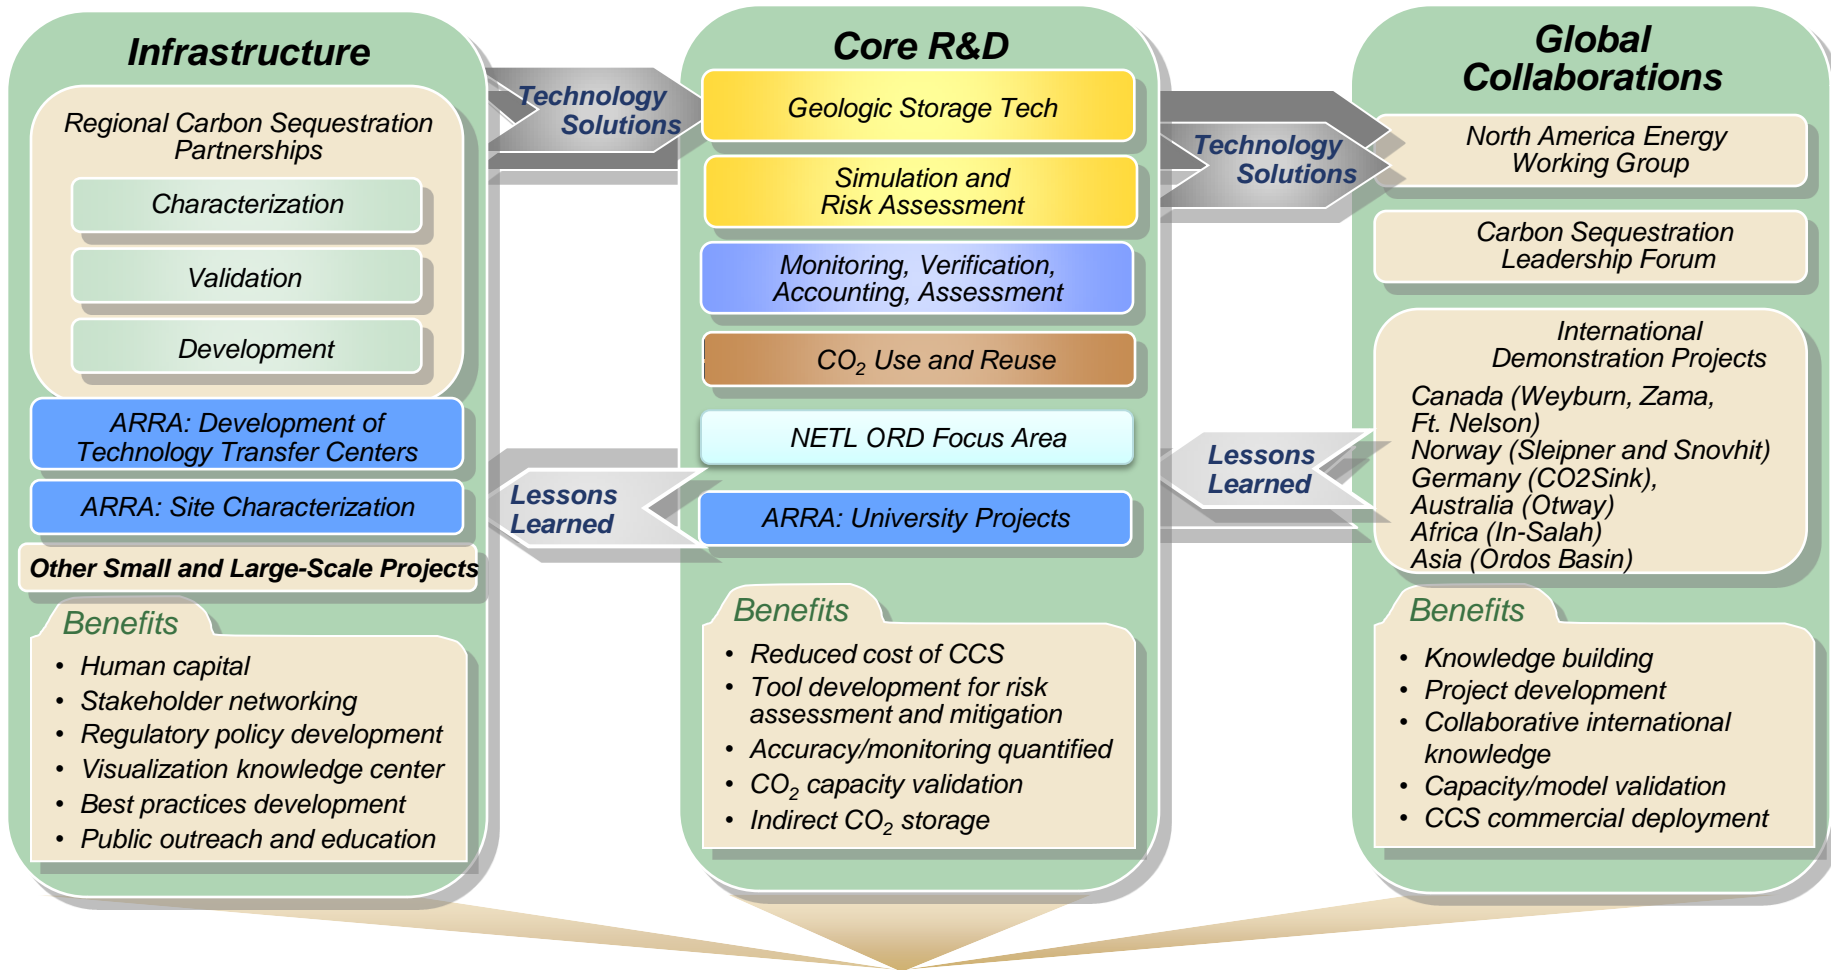 Infrastructure
Regional Carbon Sequestration
Partnerships
Characterization
Validation
Development
ARRA: Development of
Technology Transfer Centers
ARRA: Site Characterization
Other Small and Large-Scale Projects
Benefits
• Human capital
• Stakeholder networking
• Regulatory policy development
• Visualization knowledge center
• Best practices development
• Public outreach and education
Technology
Solutions
Lessons
Learned
Core R&D
Geologic Storage Tech
Simulation and
Risk Assessment
Monitoring, Verification,
Accounting, Assessment
CO2 Use and Reuse
NETL ORD Focus Area
ARRA: University Projects
Benefits
• Reduced cost of CCS
• Tool development for risk
assessment and mitigation
• Accuracy/monitoring quantified
• CO2 capacity validation
• Indirect CO2 storage
Technology
Solutions
Lessons
Learned
Global
Collaborations
North America Energy
Working Group
Carbon Sequestration
Leadership Forum
International
Demonstration Projects
Canada (Weyburn, Zama,
Ft. Nelson)
Norway (Sleipner and Snovhit)
Germany (CO2Sink),
Australia (Otway)
Africa (In-Salah)
Asia (Ordos Basin)
Benefits
• Knowledge building
• Project development
• Collaborative international
knowledge
• Capacity/model validation
• CCS commercial deployment